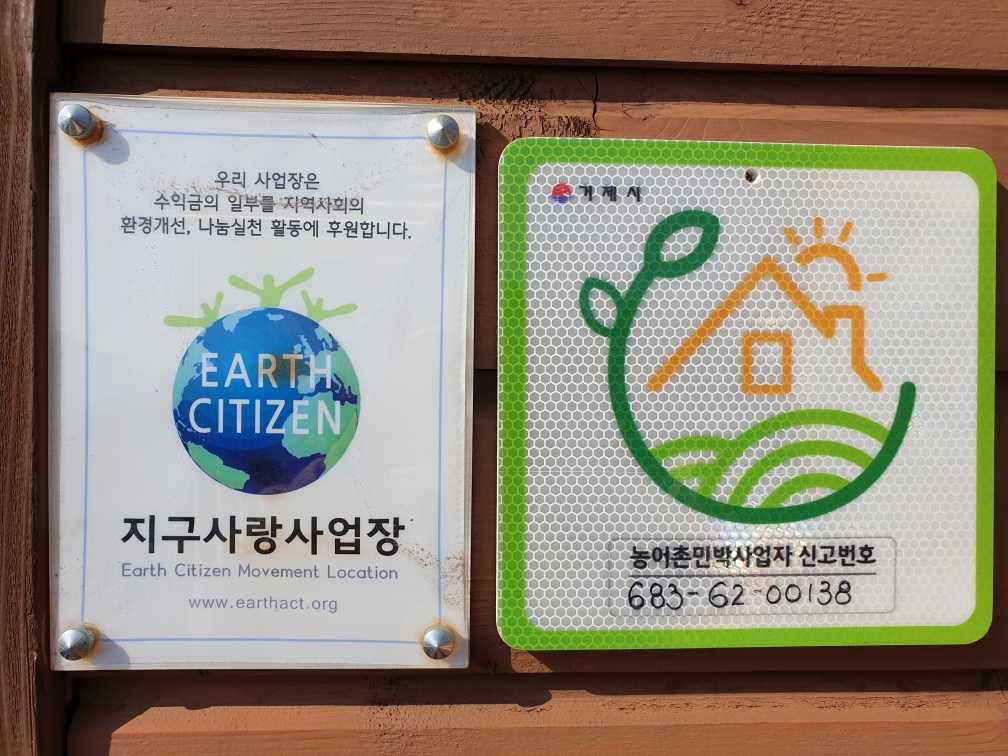 우리 사업장은
수익금의 일부를 지역사회의
환경개선, 나눔실천 활동에 후원합니다.
EARTH
CITIZEN
지구사랑사업장
Earth Citizen Movement Location
www.earthact.org
거제시
농어촌민박사업자 신고번호
683-62-00138